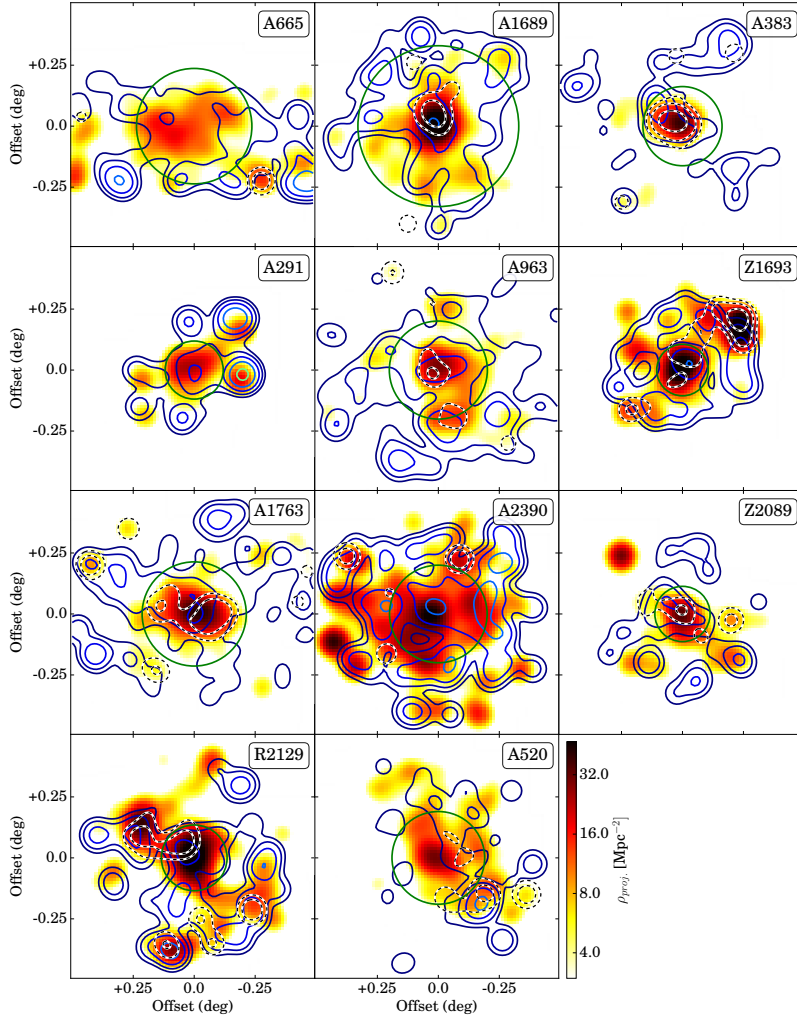 A665
A1689
A383
+0.25
0.0
-0.25
Offset (deg)
A291
A963
Z1693
+0.25
0.0
-0.25
Offset (deg)
A1763
A2390
Z2089
+0.25
0.0
-0.25
Offset (deg)
R2129
A520
+0.25
0.0
-0.25
Offset (deg)
32.0
16.0
8.0
4.0
ρproj. [Mpc−2]
+0.25 0.0 -0.25
+0.25 0.0 -0.25
Offset (deg)
Offset (deg)